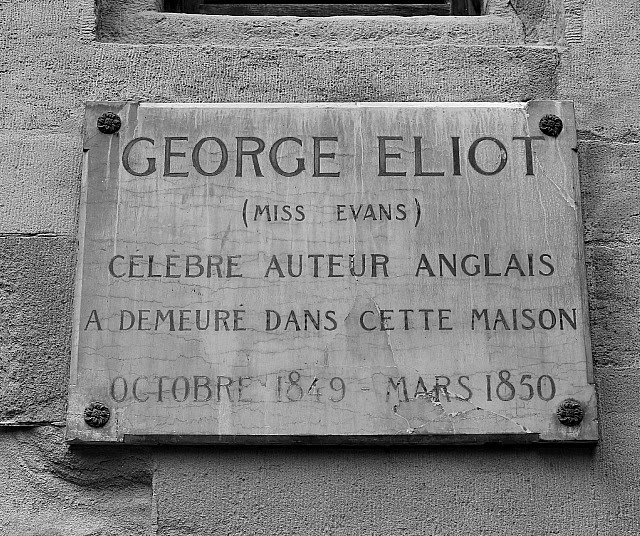 GEORGE ELIOT
(MISS EVANS)
CÉLÈBRE AUTEUR ANGLAIS
A DEMEURÉ DANS CETTE MAISON
OCTOBRE 1849 - MARS 1850